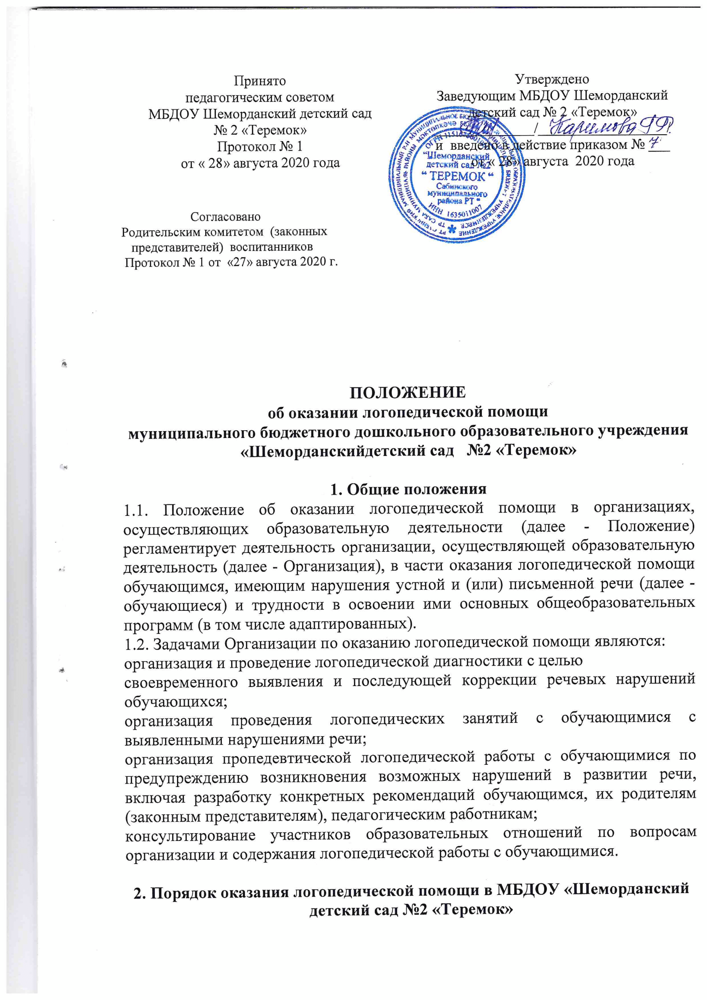 Принято
педагогическим советом
МБДОУ Шеморданский детский сад
№ 2 «Теремок»
Протокол № 1
от « 28» августа 2020 года
Утверждено
Заведующим МБДОУ Шеморданский
детский сад № 2 «Теремок»
/ Каримова
и введено в действие приказом № 7
от « 28» августа 2020 года
"Шеморданский
детский сад №2
" ТЕРЕМОК "
Сабинского
муниципального
района РТ "
ИНН 1635011007
Согласовано
Родительским комитетом (законных
представителей) воспитанников
Протокол № 1 от «27» августа 2020 г.
ПОЛОЖЕНИЕ
об оказании логопедической помощи
муниципального бюджетного дошкольного образовательного учреждения
«Шеморданскийдетский сад №2 «Теремок»
1. Общие положения
1.1. Положение об оказании логопедической помощи в организациях,
осуществляющих образовательную деятельности (далее - Положение)
регламентирует деятельность организации, осуществляющей образовательную
деятельность (далее - Организация), в части оказания логопедической помощи
обучающимся, имеющим нарушения устной и (или) письменной речи (далее -
обучающиеся) и трудности в освоении ими основных общеобразовательных
программ (в том числе адаптированных).
1.2. Задачами Организации по оказанию логопедической помощи являются:
организация и проведение логопедической диагностики с целью
своевременного выявления и последующей коррекции речевых нарушений
обучающихся;
организация проведения логопедических занятий с обучающимися с
выявленными нарушениями речи;
организация пропедевтической логопедической работы с обучающимися по
предупреждению возникновения возможных нарушений в развитии речи,
включая разработку конкретных рекомендаций обучающимся, их родителям
(законным представителям), педагогическим работникам;
консультирование участников образовательных отношений по вопросам
организации и содержания логопедической работы с обучающимися.
2. Порядок оказания логопедической помощи в МБДОУ «Шеморданский
детский сад №2 «Теремок»